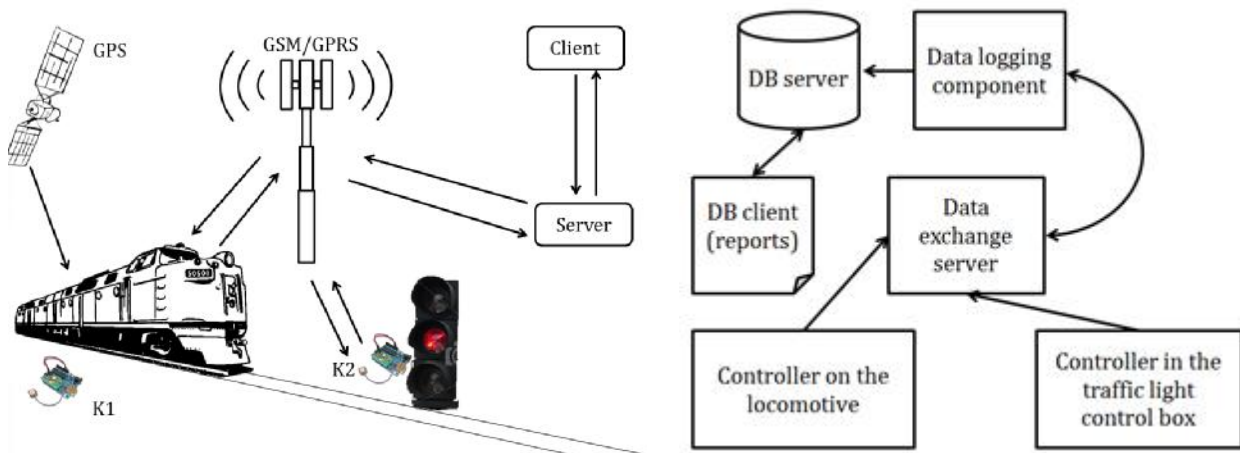 GPS
GSM/GPRS
Client
Server
K2
K1
DB server
Data logging
component
DB client
(reports)
Data
exchange
server
Controller on the
locomotive
Controller in the
traffic light
control box